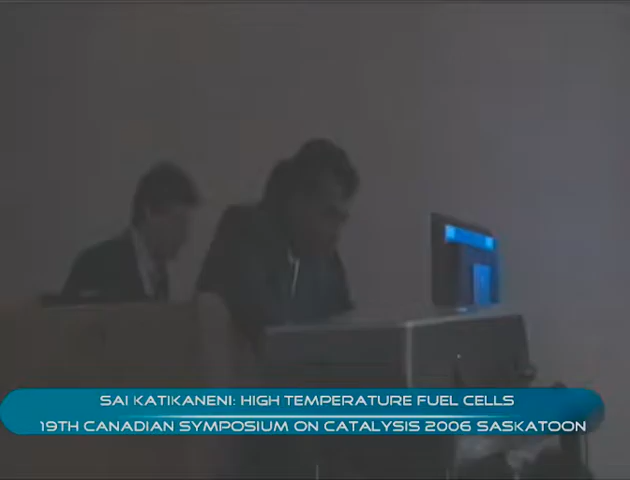 SAI KATIKANENI: HIGH TEMPERATURE FUEL CELLS
19TH CANADIAN SYMPOSIUM ON CATALYSIS 2006 SASKATOON